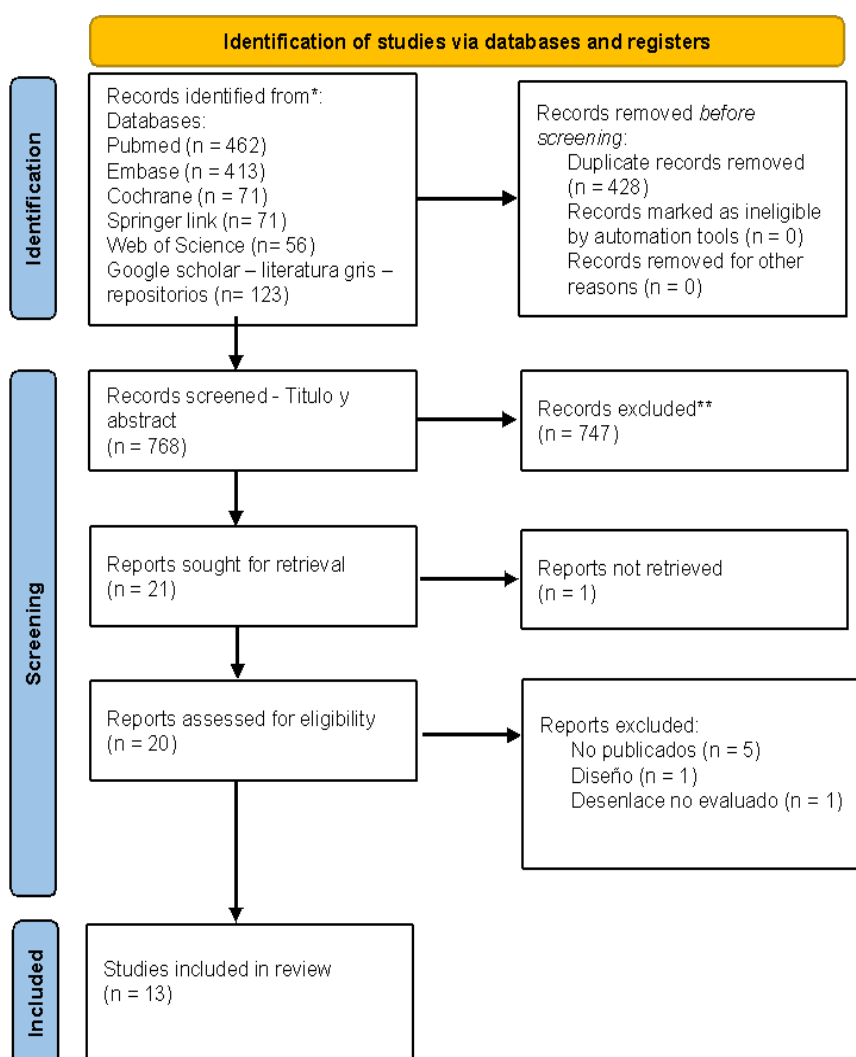 Identification of studies via databases and registers
Identification
Records identified from*:
Databases:
Pubmed (n = 462)
Embase (n = 413)
Cochrane (n = 71)
Springer link (n= 71)
Web of Science (n= 56)
Google scholar – literatura gris –
repositorios (n= 123)
Records removed before
screening:
Duplicate records removed
(n = 428)
Records marked as ineligible
by automation tools (n = 0)
Records removed for other
reasons (n = 0)
Screening
Records screened - Titulo y
abstract
(n = 768)
Records excluded**
(n = 747)
Reports sought for retrieval
(n = 21)
Reports not retrieved
(n = 1)
Reports assessed for eligibility
(n = 20)
Reports excluded:
No publicados (n = 5)
Diseño (n = 1)
Desenlace no evaluado (n = 1)
Included
Studies included in review
(n = 13)